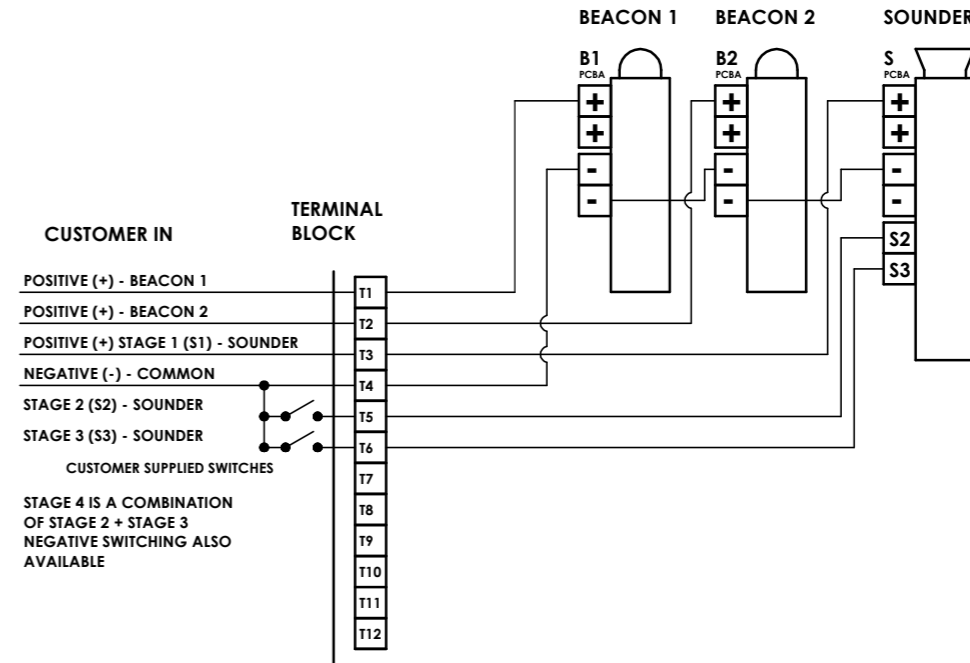 BEACON 1
BEACON 2
SOUNDER
B1
PCBA
B2
PCBA
S
PCBA
+
+
-
-
+
+
-
-
+
+
-
-
S2
S3
TERMINAL
BLOCK
CUSTOMER IN
POSITIVE (+) - BEACON 1
T1
POSITIVE (+) - BEACON 2
T2
POSITIVE (+) STAGE 1 (S1) - SOUNDER
T3
NEGATIVE (-) - COMMON
T4
STAGE 2 (S2) - SOUNDER
T5
STAGE 3 (S3) - SOUNDER
T6
CUSTOMER SUPPLIED SWITCHES
T7
T8
T9
T10
T11
T12
STAGE 4 IS A COMBINATION
OF STAGE 2 + STAGE 3
NEGATIVE SWITCHING ALSO
AVAILABLE